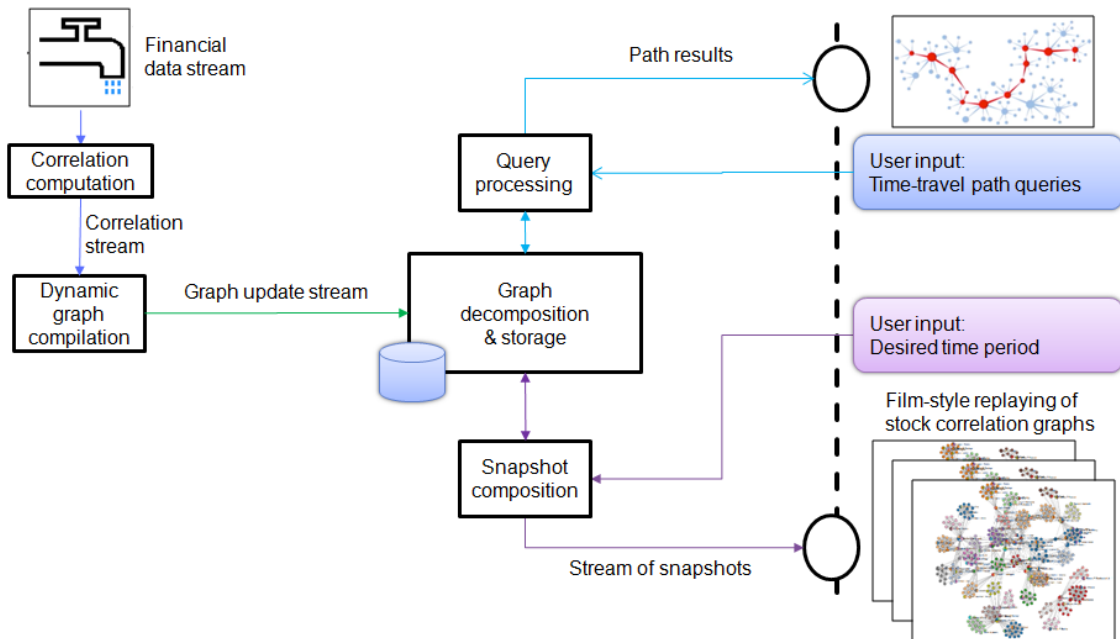 Financial
data stream
Correlation
computation
Correlation
stream
Dynamic
graph
compilation
Graph update stream
Path results
Query
processing
Graph
decomposition
& storage
Snapshot
composition
Stream of snapshots
User input:
Time-travel path queries
User input:
Desired time period
Film-style replaying of
stock correlation graphs